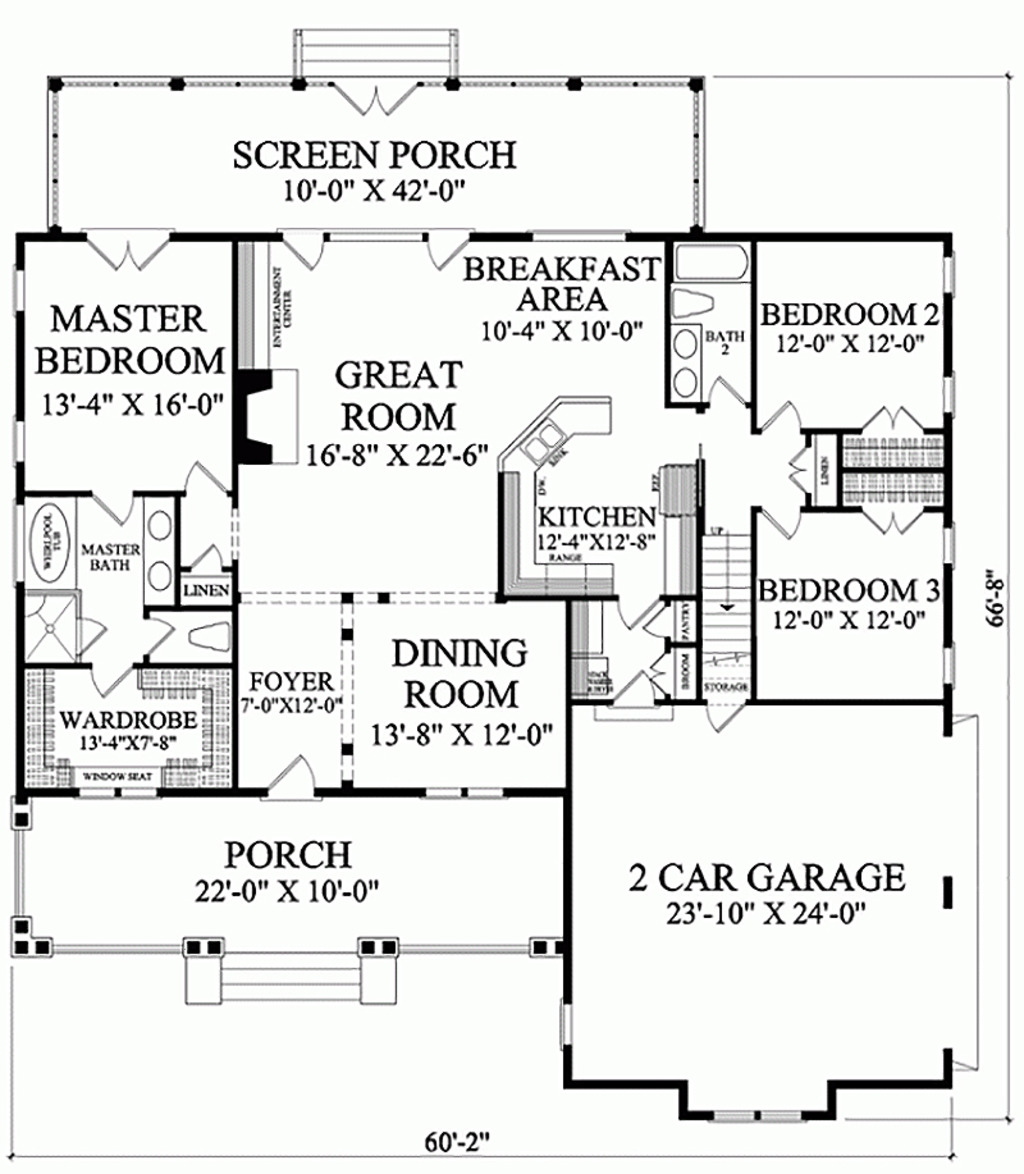 SCREEN PORCH
10'-0" X 42'-0"
MASTER
BEDROOM
13'-4" X 16'-0"
ENTERTAINMENT
CENTER
GREAT
ROOM
16'-8" X 22'-6"
BREAKFAST
AREA
10'-4" X 10'-0"
BATH
2
BEDROOM 2
12'-0" X 12'-0"
SINK
D.W.
REF
LINEN
KITCHEN
12'-4"X12'-8"
RANGE
UP
WHIRLPOOL
TUB
MASTER
BATH
LINEN
BEDROOM 3
12'-0" X 12'-0"
66'-8"
PANTRY
BROOM
STORAGE
FOYER
7'-0"X12'-0"
DINING
ROOM
13'-8" X 12'-0"
WARDROBE
13'-4"X7'-8"
WINDOW SEAT
PORCH
22'-0" X 10'-0"
2 CAR GARAGE
23'-10" X 24'-0"
60'-2"